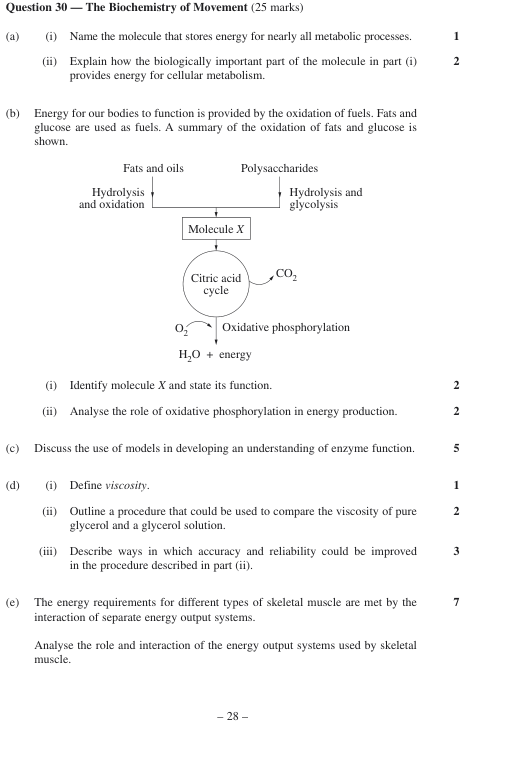 Question 30 — The Biochemistry of Movement (25 marks)
(a) (i) Name the molecule that stores energy for nearly all metabolic processes. 1
(ii) Explain how the biologically important part of the molecule in part (i) 2
provides energy for cellular metabolism.
(b) Energy for our bodies to function is provided by the oxidation of fuels. Fats and
glucose are used as fuels. A summary of the oxidation of fats and glucose is
shown.
Fats and oils Polysaccharides
Hydrolysis Hydrolysis and
and oxidation glycolysis
Molecule X
Citric acid CO2
cycle
O2 Oxidative phosphorylation
H2O + energy
(i) Identify molecule X and state its function. 2
(ii) Analyse the role of oxidative phosphorylation in energy production. 2
(c) Discuss the use of models in developing an understanding of enzyme function. 5
(d) (i) Define viscosity. 1
(ii) Outline a procedure that could be used to compare the viscosity of pure 2
glycerol and a glycerol solution.
(iii) Describe ways in which accuracy and reliability could be improved 3
in the procedure described in part (ii).
(e) The energy requirements for different types of skeletal muscle are met by the 7
interaction of separate energy output systems.
Analyse the role and interaction of the energy output systems used by skeletal
muscle.
– 28 –